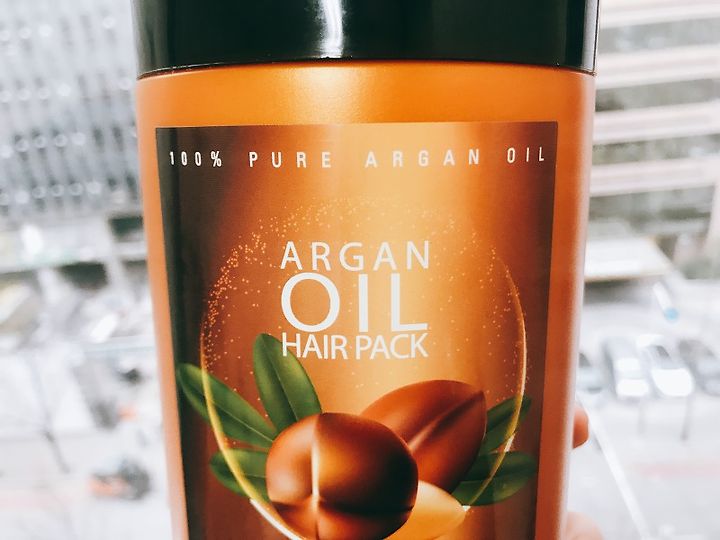 100% PURE ARGAN OIL
ARGAN
OIL
HAIR PACK